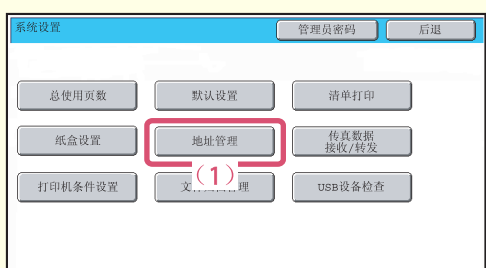 系统设置
管理员密码
后退
总使用页数
默认设置
清单打印
纸盒设置
地址管理
传真数据
接收/转发
打印机条件设置
(1)
USB设备检查